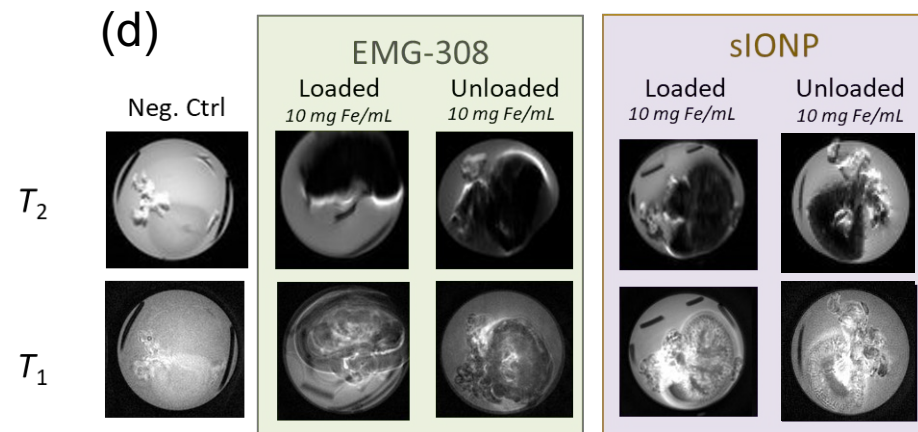 (d)
EMG-308
sIONP
Neg. Ctrl
Loaded
10 mg Fe/mL
Unloaded
10 mg Fe/mL
Loaded
10 mg Fe/mL
Unloaded
10 mg Fe/mL
T2
T1